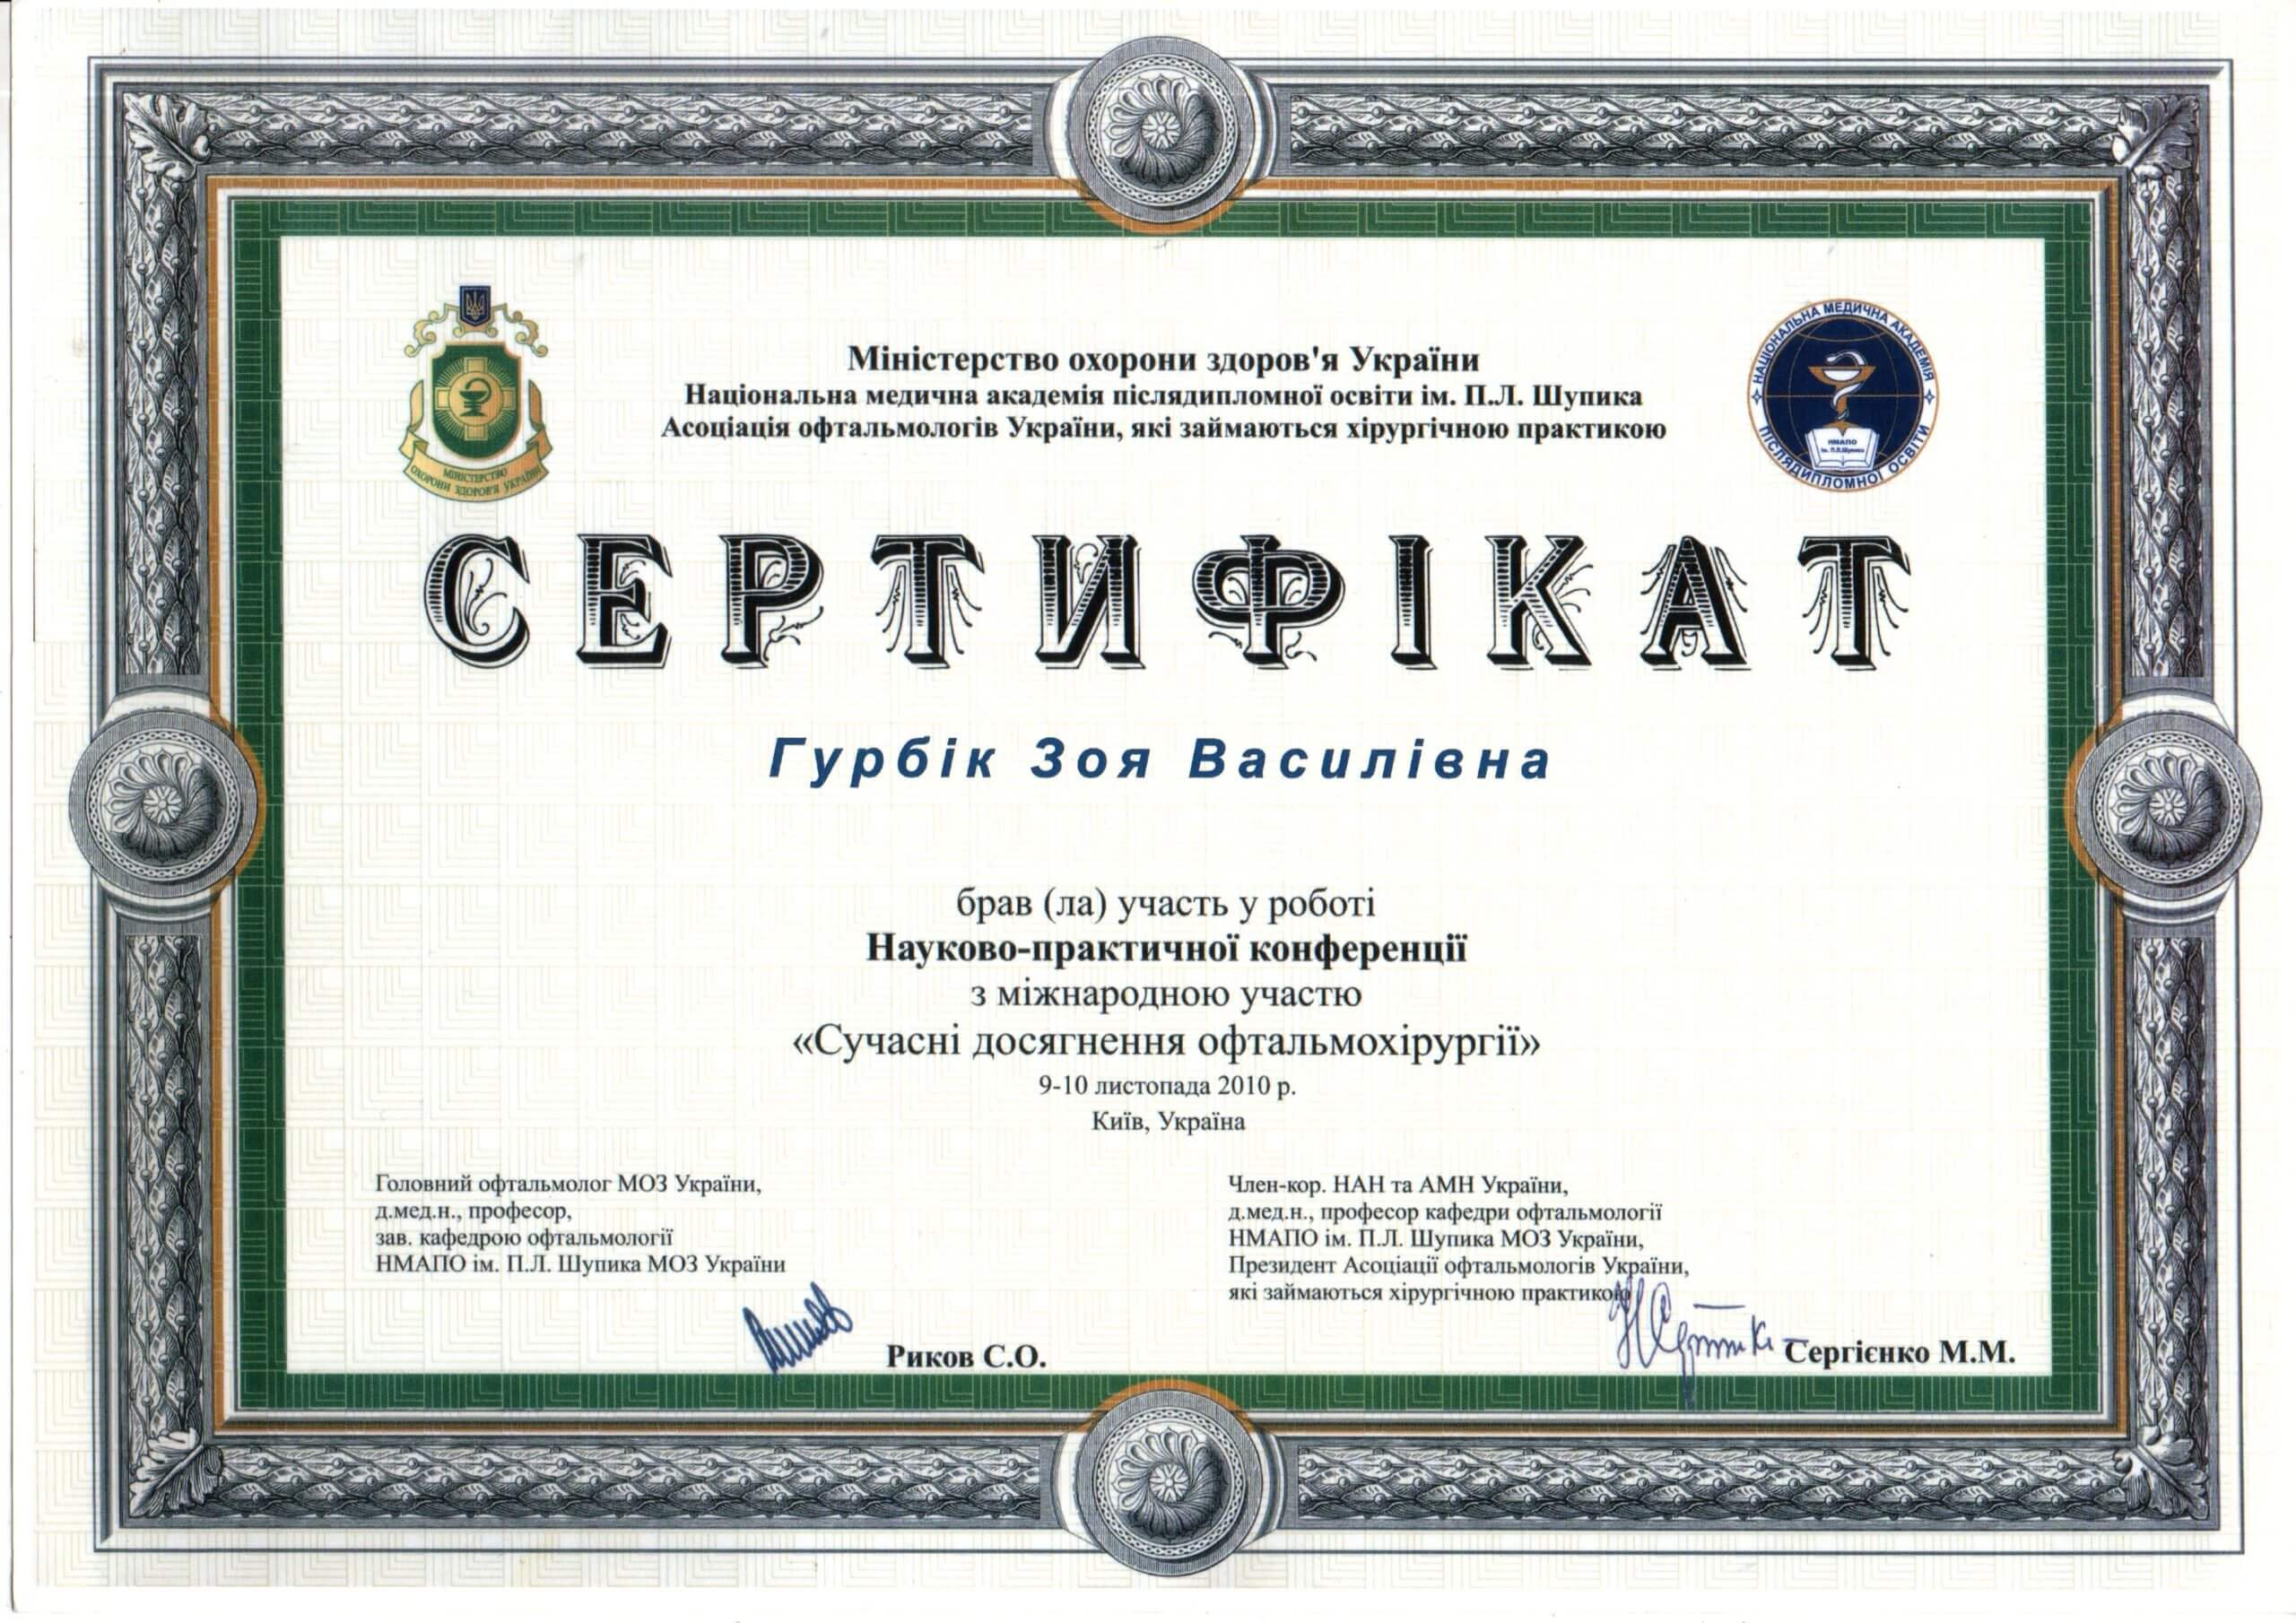 Міністерство охорони здоров'я України
Національна медична академія післядипломної освіти ім. П.Л. Шупика
Асоціація офтальмологів України, які займаються хірургічною практикою
МІНІСТЕРСТВО
ОХОРОНИ ЗДОРОВ'Я УКРАЇНИ
НАЦІОНАЛЬНА МЕДИЧНА АКАДЕМІЯ
ПІСЛЯДИПЛОМНОЇ ОСВІТИ
НМАПО
ім. П.Л.Шупика
СЕРТИФІКАТ
Гурбік Зоя Василівна
брав (ла) участь у роботі
Науково-практичної конференції
з міжнародною участю
«Сучасні досягнення офтальмохірургії»
9-10 листопада 2010 р.
Київ, Україна
Головний офтальмолог МОЗ України,
д.мед.н., професор,
зав. кафедрою офтальмології
НМАПО ім. П.Л. Шупика МОЗ України
Риков С.О.
Член-кор. НАН та АМН України,
д.мед.н., професор кафедри офтальмології
НМАПО ім. П.Л. Шупика МОЗ України,
Президент Асоціації офтальмологів України,
які займаються хірургічною практикою
Сергієнко М.М.